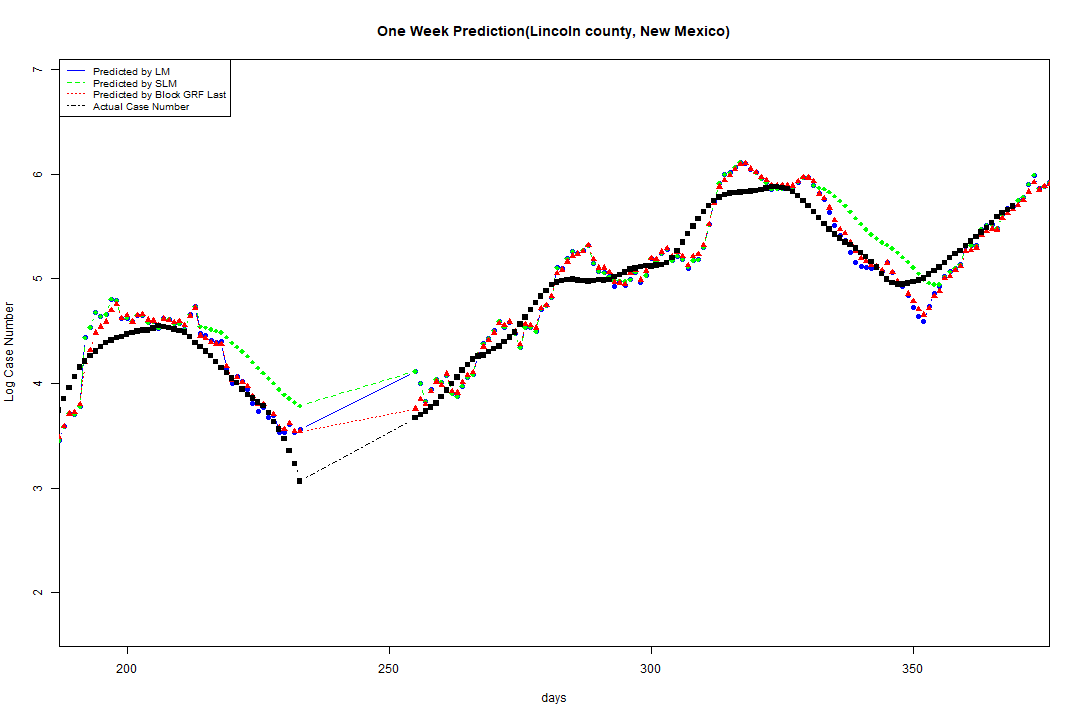 One Week Prediction(Lincoln county, New Mexico)
Predicted by LM
Predicted by SLM
Predicted by Block GRF Last
Actual Case Number
7
6
5
4
3
2
Log Case Number
200
250
300
350
days